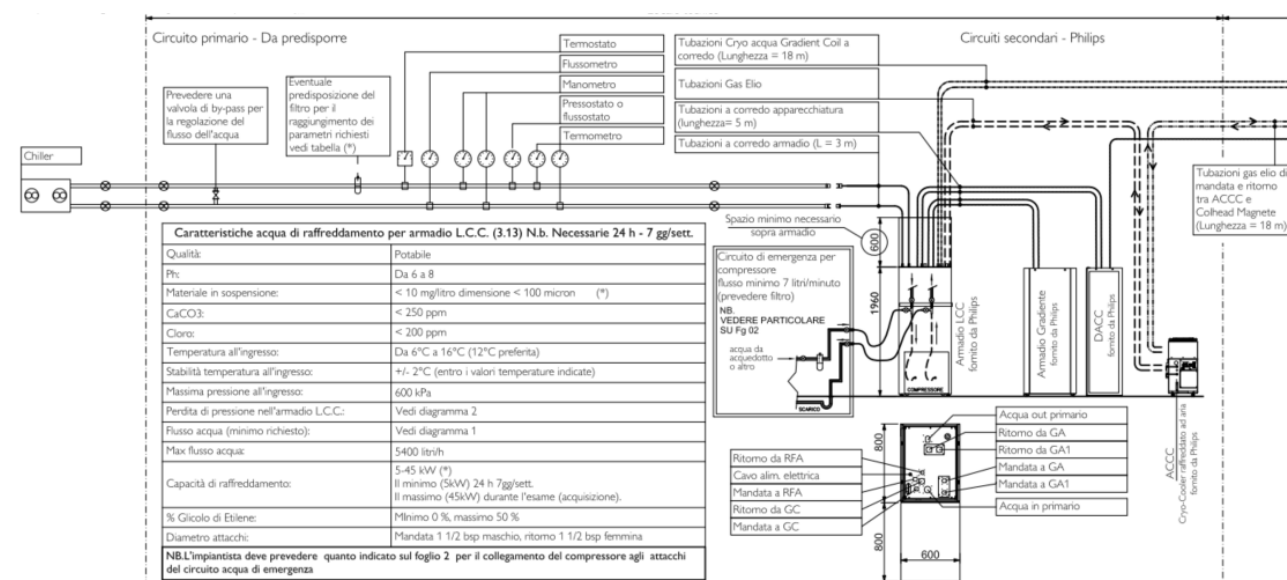 Circuito primario - Da predisporre
Circuiti secondari - Philips
Termostato
Flussometro
Manometro
Pressostato o
flussostato
Termometro
Tubazioni Cryo acqua Gradient Coil a
corredo (Lunghezza = 18 m)
Tubazioni Gas Elio
Tubazioni a corredo apparecchiatura
(lunghezza= 5 m)
Tubazioni a corredo armadio (L = 3 m)
Prevedere una
valvola di by-pass per
la regolazione del
flusso dell'acqua
Eventuale
predisposizione del
filtro per il
raggiungimento dei
parametri richiesti
vedi tabella (*)
Chiller
Tubazioni gas elio di
mandata e ritorno
tra ACCC e
Colhead Magnete
(Lunghezza = 18 m)
Spazio minimo necessario
sopra armadio
600
1960
Caratteristiche acqua di raffreddamento per armadio L.C.C. (3.13) N.b. Necessarie 24 h - 7 gg/sett.
Qualità: Potabile
Ph: Da 6 a 8
Materiale in sospensione: < 10 mg/litro dimensione < 100 micron (*)
CaCO3: < 250 ppm
Cloro: < 200 ppm
Temperatura all'ingresso: Da 6°C a 16°C (12°C preferita)
Stabilità temperatura all'ingresso: +/- 2°C (entro i valori temperature indicate)
Massima pressione all'ingresso: 600 kPa
Perdita di pressione nell'armadio L.C.C.: Vedi diagramma 2
Flusso acqua (minimo richiesto): Vedi diagramma 1
Max flusso acqua: 5400 litri/h
Capacità di raffreddamento: 5-45 kW (*)
Il minimo (5kW) 24 h 7gg/sett.
Il massimo (45kW) durante l'esame (acquisizione).
% Glicolo di Etilene: MInimo 0 %, massimo 50 %
Diametro attacchi: Mandata 1 1/2 bsp maschio, ritorno 1 1/2 bsp femmina
NB.L'impiantista deve prevedere quanto indicato sul foglio 2 per il collegamento del compressore agli attacchi
del circuito acqua di emergenza
Circuito di emergenza per
compressore
flusso minimo 7 litri/minuto
(prevedere filtro)
NB.
VEDERE PARTICOLARE
SU Fg 02
acqua da
acquedotto
o altro
SCARICO
COMPRESSORE
Armadio LCC
fornito da Philips
Armadio Gradiente
fornito da Philips
DACC
fornito da Philips
ACCC
Cryo-Cooler raffreddato ad aria
fornito da Philips
Ritorno da RFA
Cavo alim. elettrica
Mandata a RFA
Ritorno da GC
Mandata a GC
800
800
600
Acqua out primario
Ritorno da GA
Ritorno da GA1
Mandata a GA
Mandata a GA1
Acqua in primario